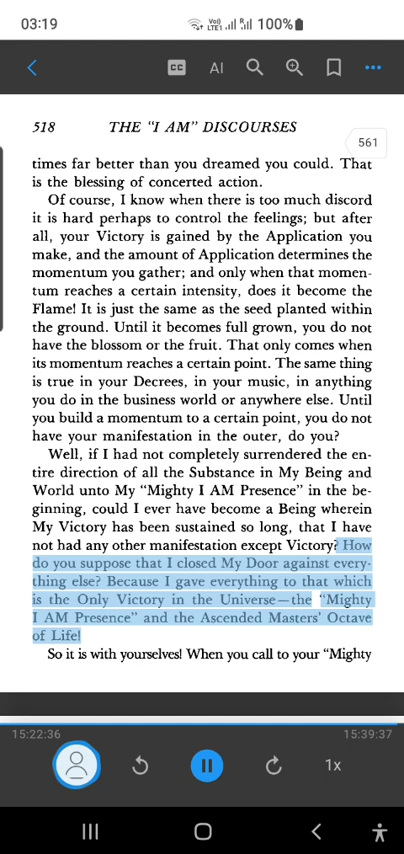 03:19
Vo)) LTE1 R 100%
CC AI
518 THE "I AM" DISCOURSES
561
times far better than you dreamed you could. That
is the blessing of concerted action.
Of course, I know when there is too much discord
it is hard perhaps to control the feelings; but after
all, your Victory is gained by the Application you
make, and the amount of Application determines the
momentum you gather; and only when that momen-
tum reaches a certain intensity, does it become the
Flame! It is just the same as the seed planted within
the ground. Until it becomes full grown, you do not
have the blossom or the fruit. That only comes when
its momentum reaches a certain point. The same thing
is true in your Decrees, in your music, in anything
you do in the business world or anywhere else. Until
you build a momentum to a certain point, you do not
have your manifestation in the outer, do you?
Well, if I had not completely surrendered the en-
tire direction of all the Substance in My Being and
World unto My "Mighty I AM Presence" in the be-
ginning, could I ever have become a Being wherein
My Victory has been sustained so long, that I have
not had any other manifestation except Victory? How
do you suppose that I closed My Door against every-
thing else? Because I gave everything to that which
is the Only Victory in the Universe—the "Mighty
I AM Presence" and the Ascended Masters' Octave
of Life!
So it is with yourselves! When you call to your "Mighty
15:22:36 15:39:37
1x